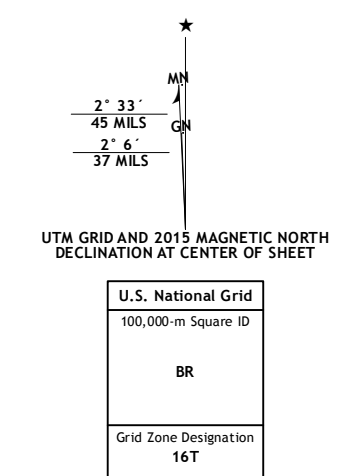 ★
MN
2° 33´
45 MILS
GN
2° 6´
37 MILS
UTM GRID AND 2015 MAGNETIC NORTH
DECLINATION AT CENTER OF SHEET
U.S. National Grid
100,000-m Square ID
BR
Grid Zone Designation
16T